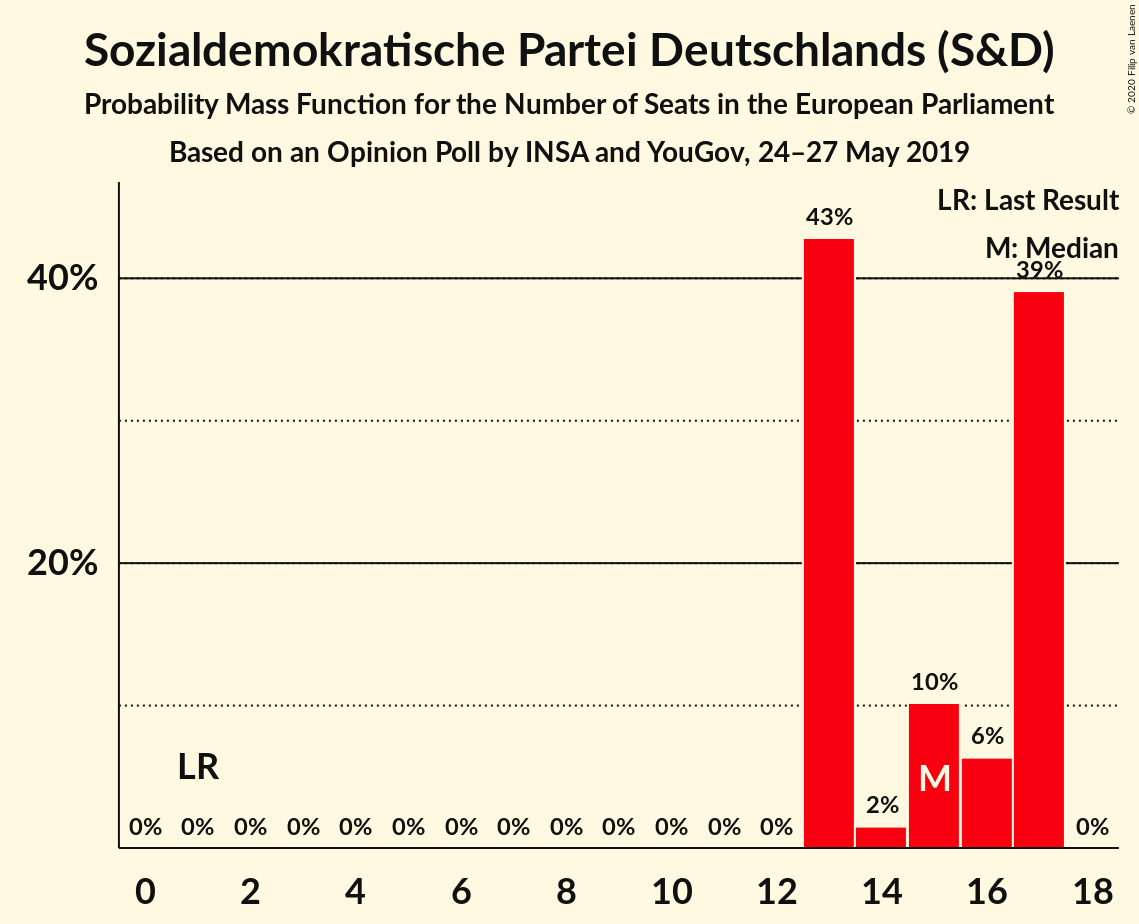 Sozialdemokratische Partei Deutschlands (S&D)
Probability Mass Function for the Number of Seats in the European Parliament
Based on an Opinion Poll by INSA and YouGov, 24–27 May 2019
© 2020 Filip van Laenen
LR: Last Result
M: Median
43%
39%
40%
20%
10%
6%
2%
LR
M
0% 0% 0% 0% 0% 0% 0% 0% 0% 0% 0% 0% 0% 0%
0 2 4 6 8 10 12 14 16 18